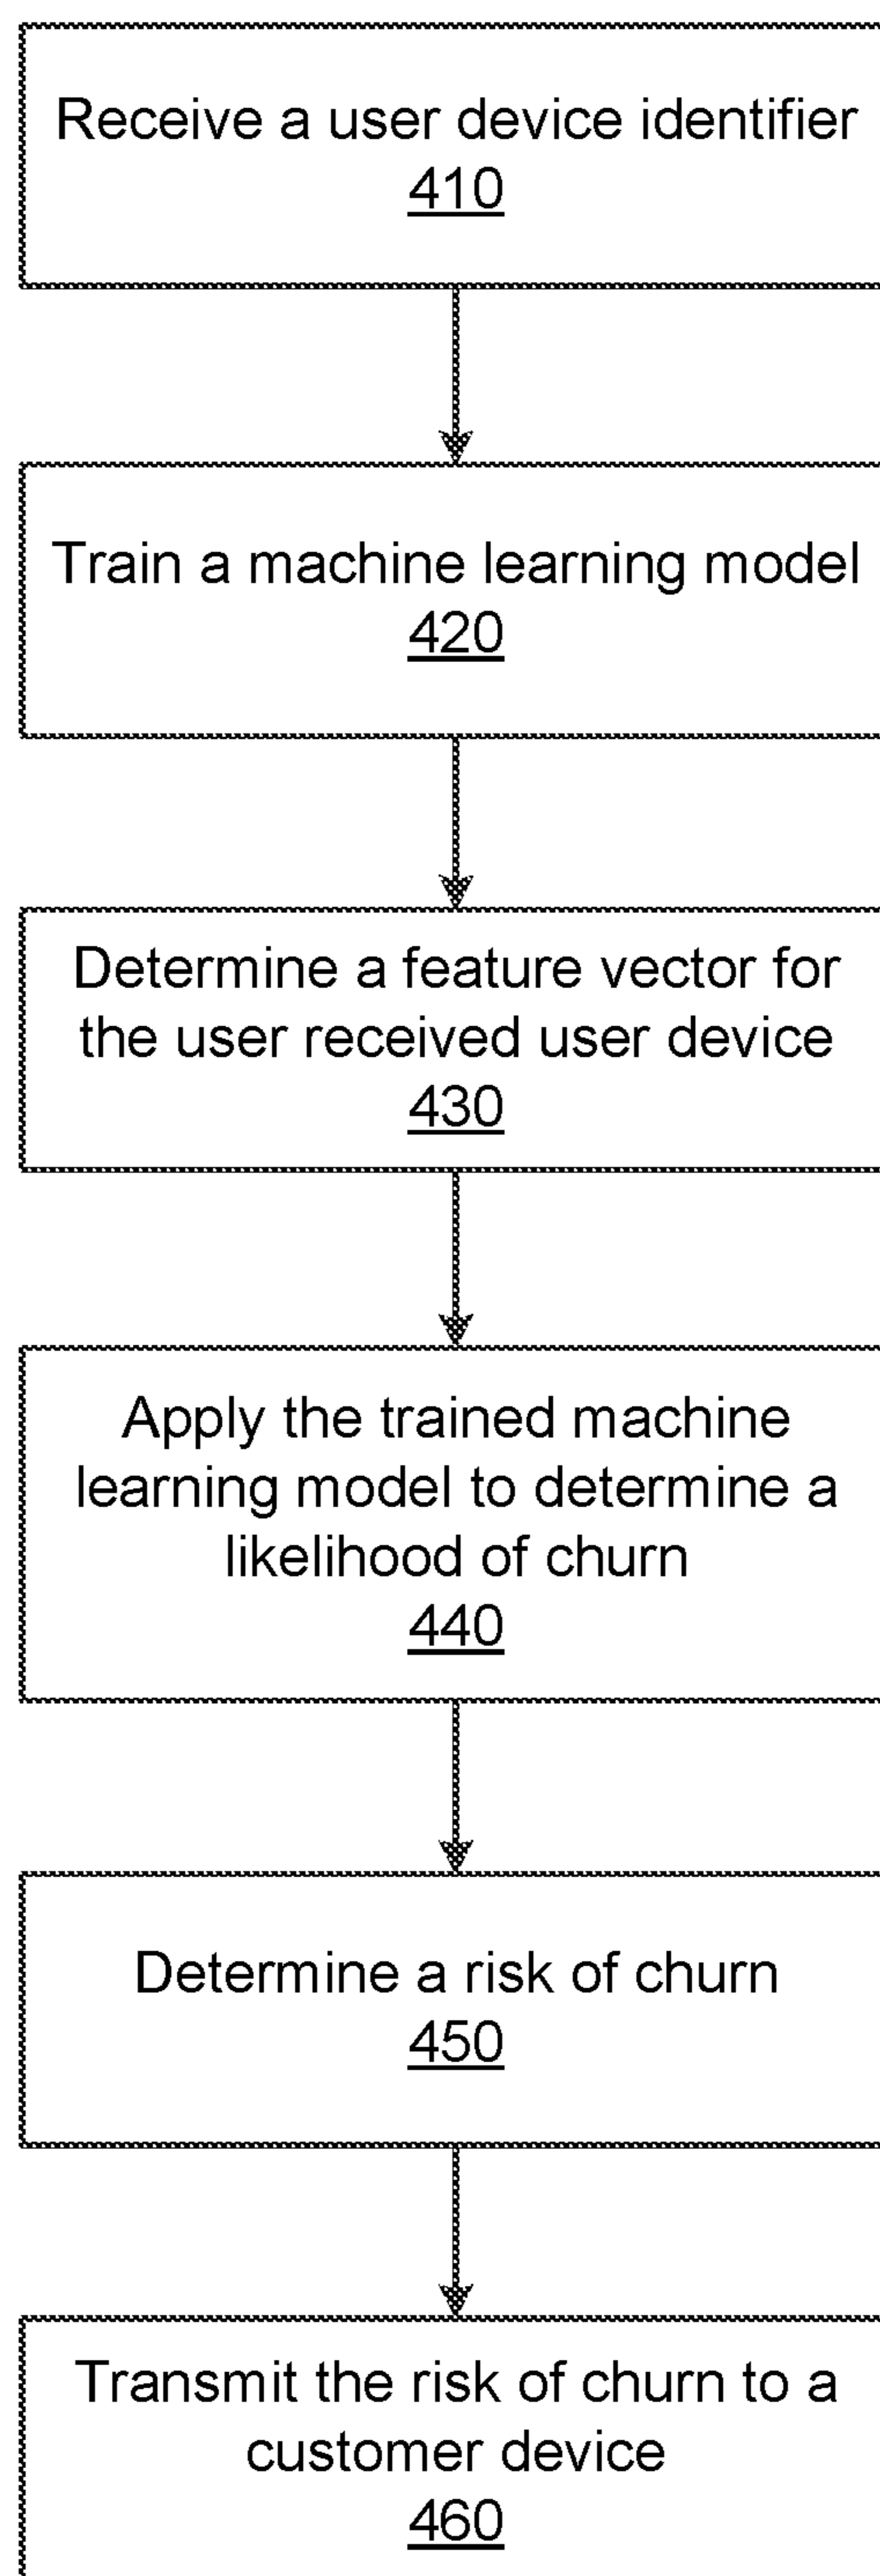 Receive a user device identifier
410
Train a machine learning model
420
Determine a feature vector for
the user received user device
430
Apply the trained machine
learning model to determine a
likelihood of churn
440
Determine a risk of churn
450
Transmit the risk of churn to a
customer device
460